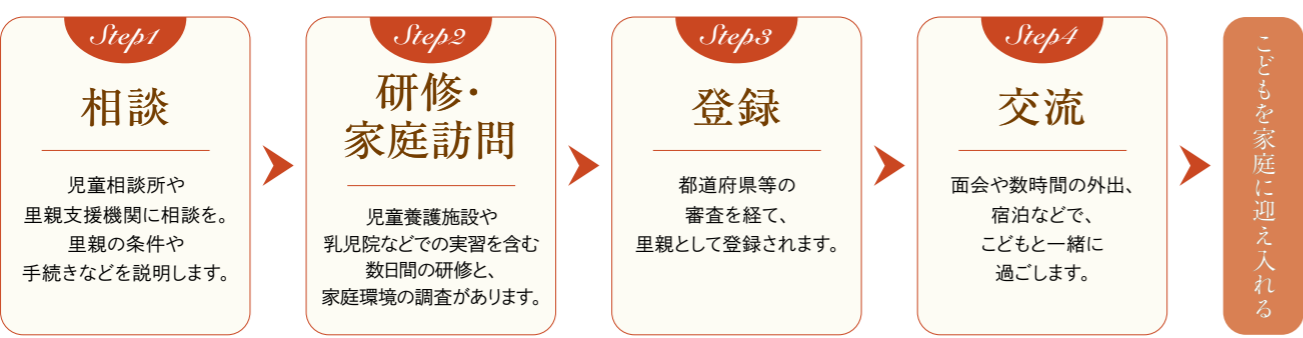 Step1
相談
児童相談所や
里親支援機関に相談を。
里親の条件や
手続きなどを説明します。
Step2
研修・
家庭訪問
児童養護施設や
乳児院などでの実習を含む
数日間の研修と、
家庭環境の調査があります。
Step3
登録
都道府県等の
審査を経て、
里親として登録されます。
Step4
交流
面会や数時間の外出、
宿泊などで、
こどもと一緒に
過ごします。
こどもを家庭に迎え入れる